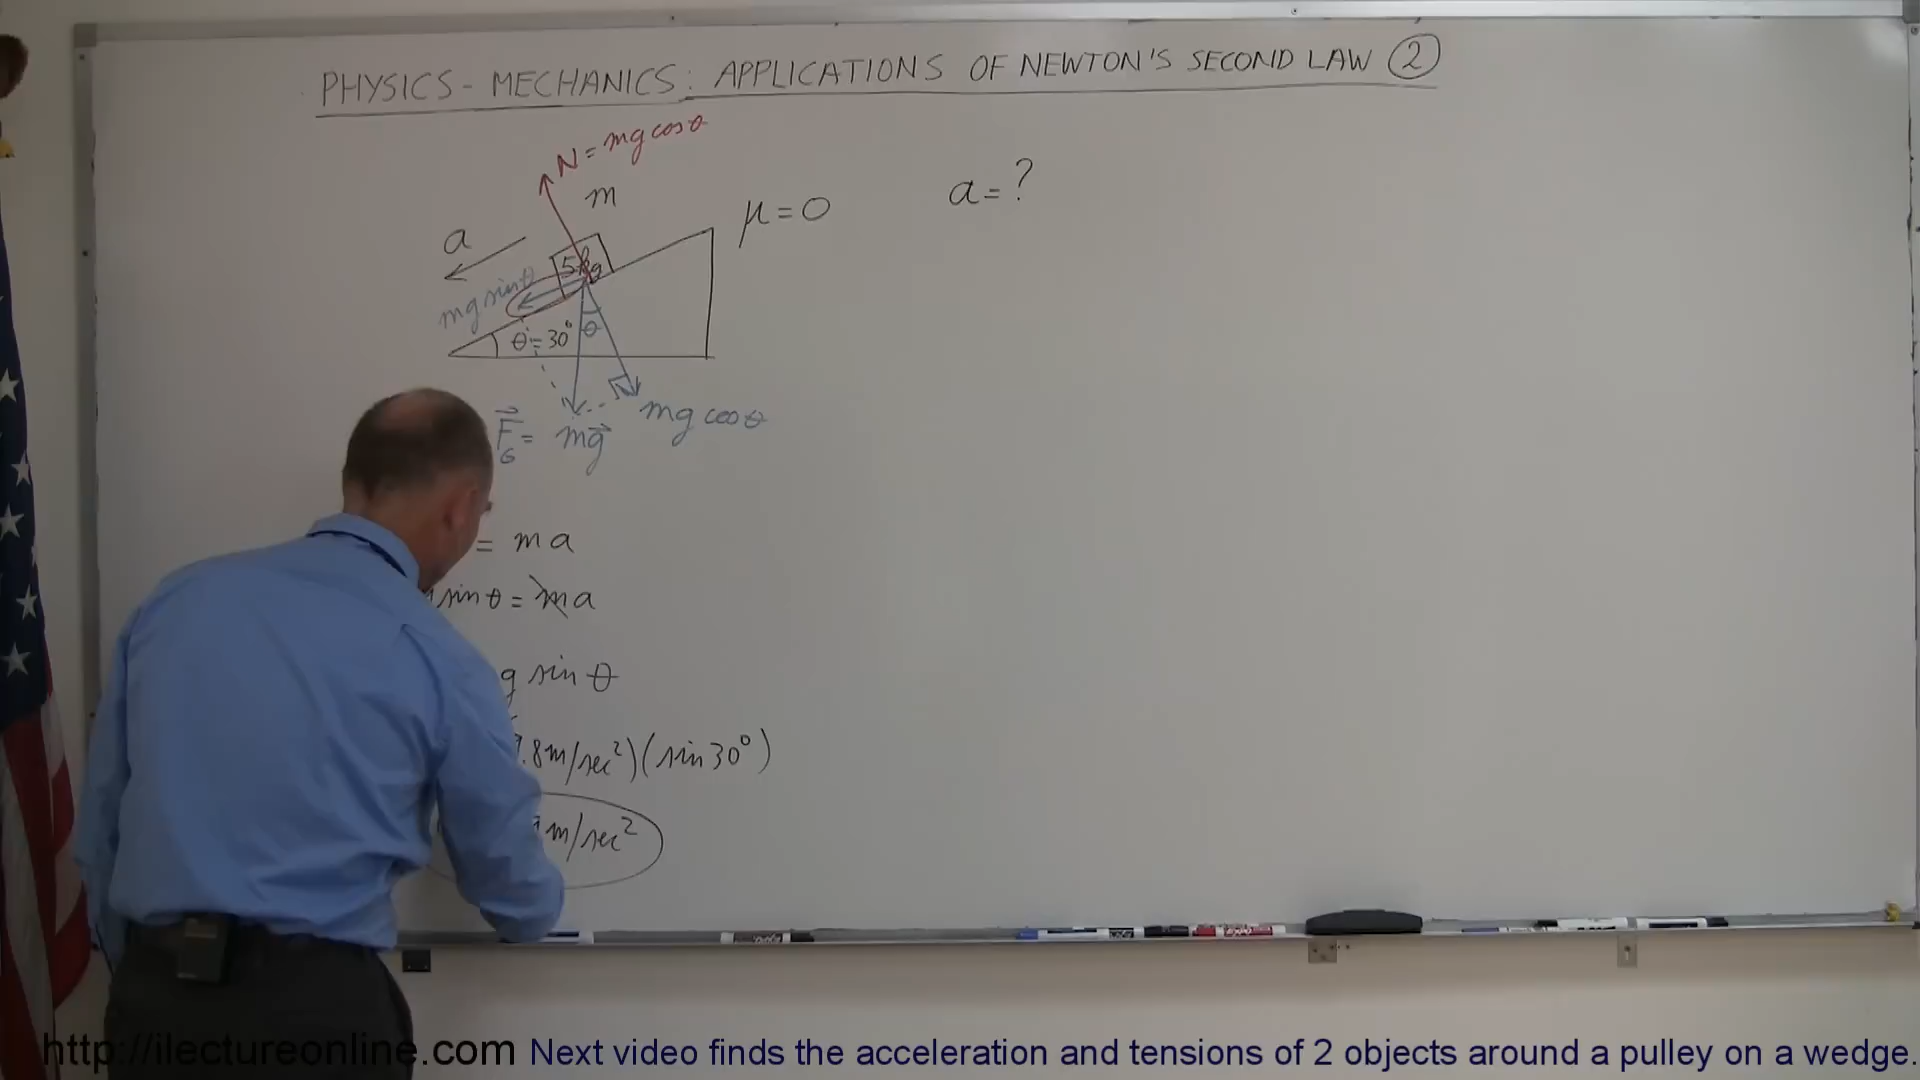 PHYSICS - MECHANICS: APPLICATIONS OF NEWTON'S SECOND LAW 2
N = mg cos θ
m
a = ?
μ = 0
a
5kg
mg sin θ
θ = 30°
θ
mg cos θ
F⃗G = mg⃗
= ma
sin θ = ma
g sin θ
.8 m/sec²)(sin 30°)
m/sec²
http://ilectureonline.com Next video finds the acceleration and tensions of 2 objects around a pulley on a wedge.